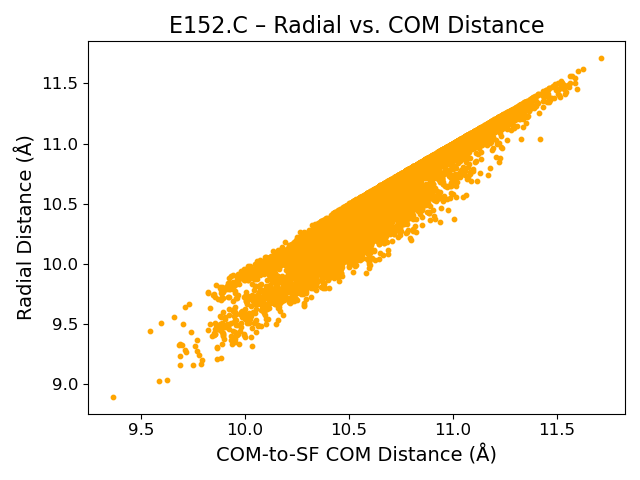 E152.C – Radial vs. COM Distance
Radial Distance (Å)
11.5
11.0
10.5
10.0
9.5
9.0
9.5 10.0 10.5 11.0 11.5
COM-to-SF COM Distance (Å)